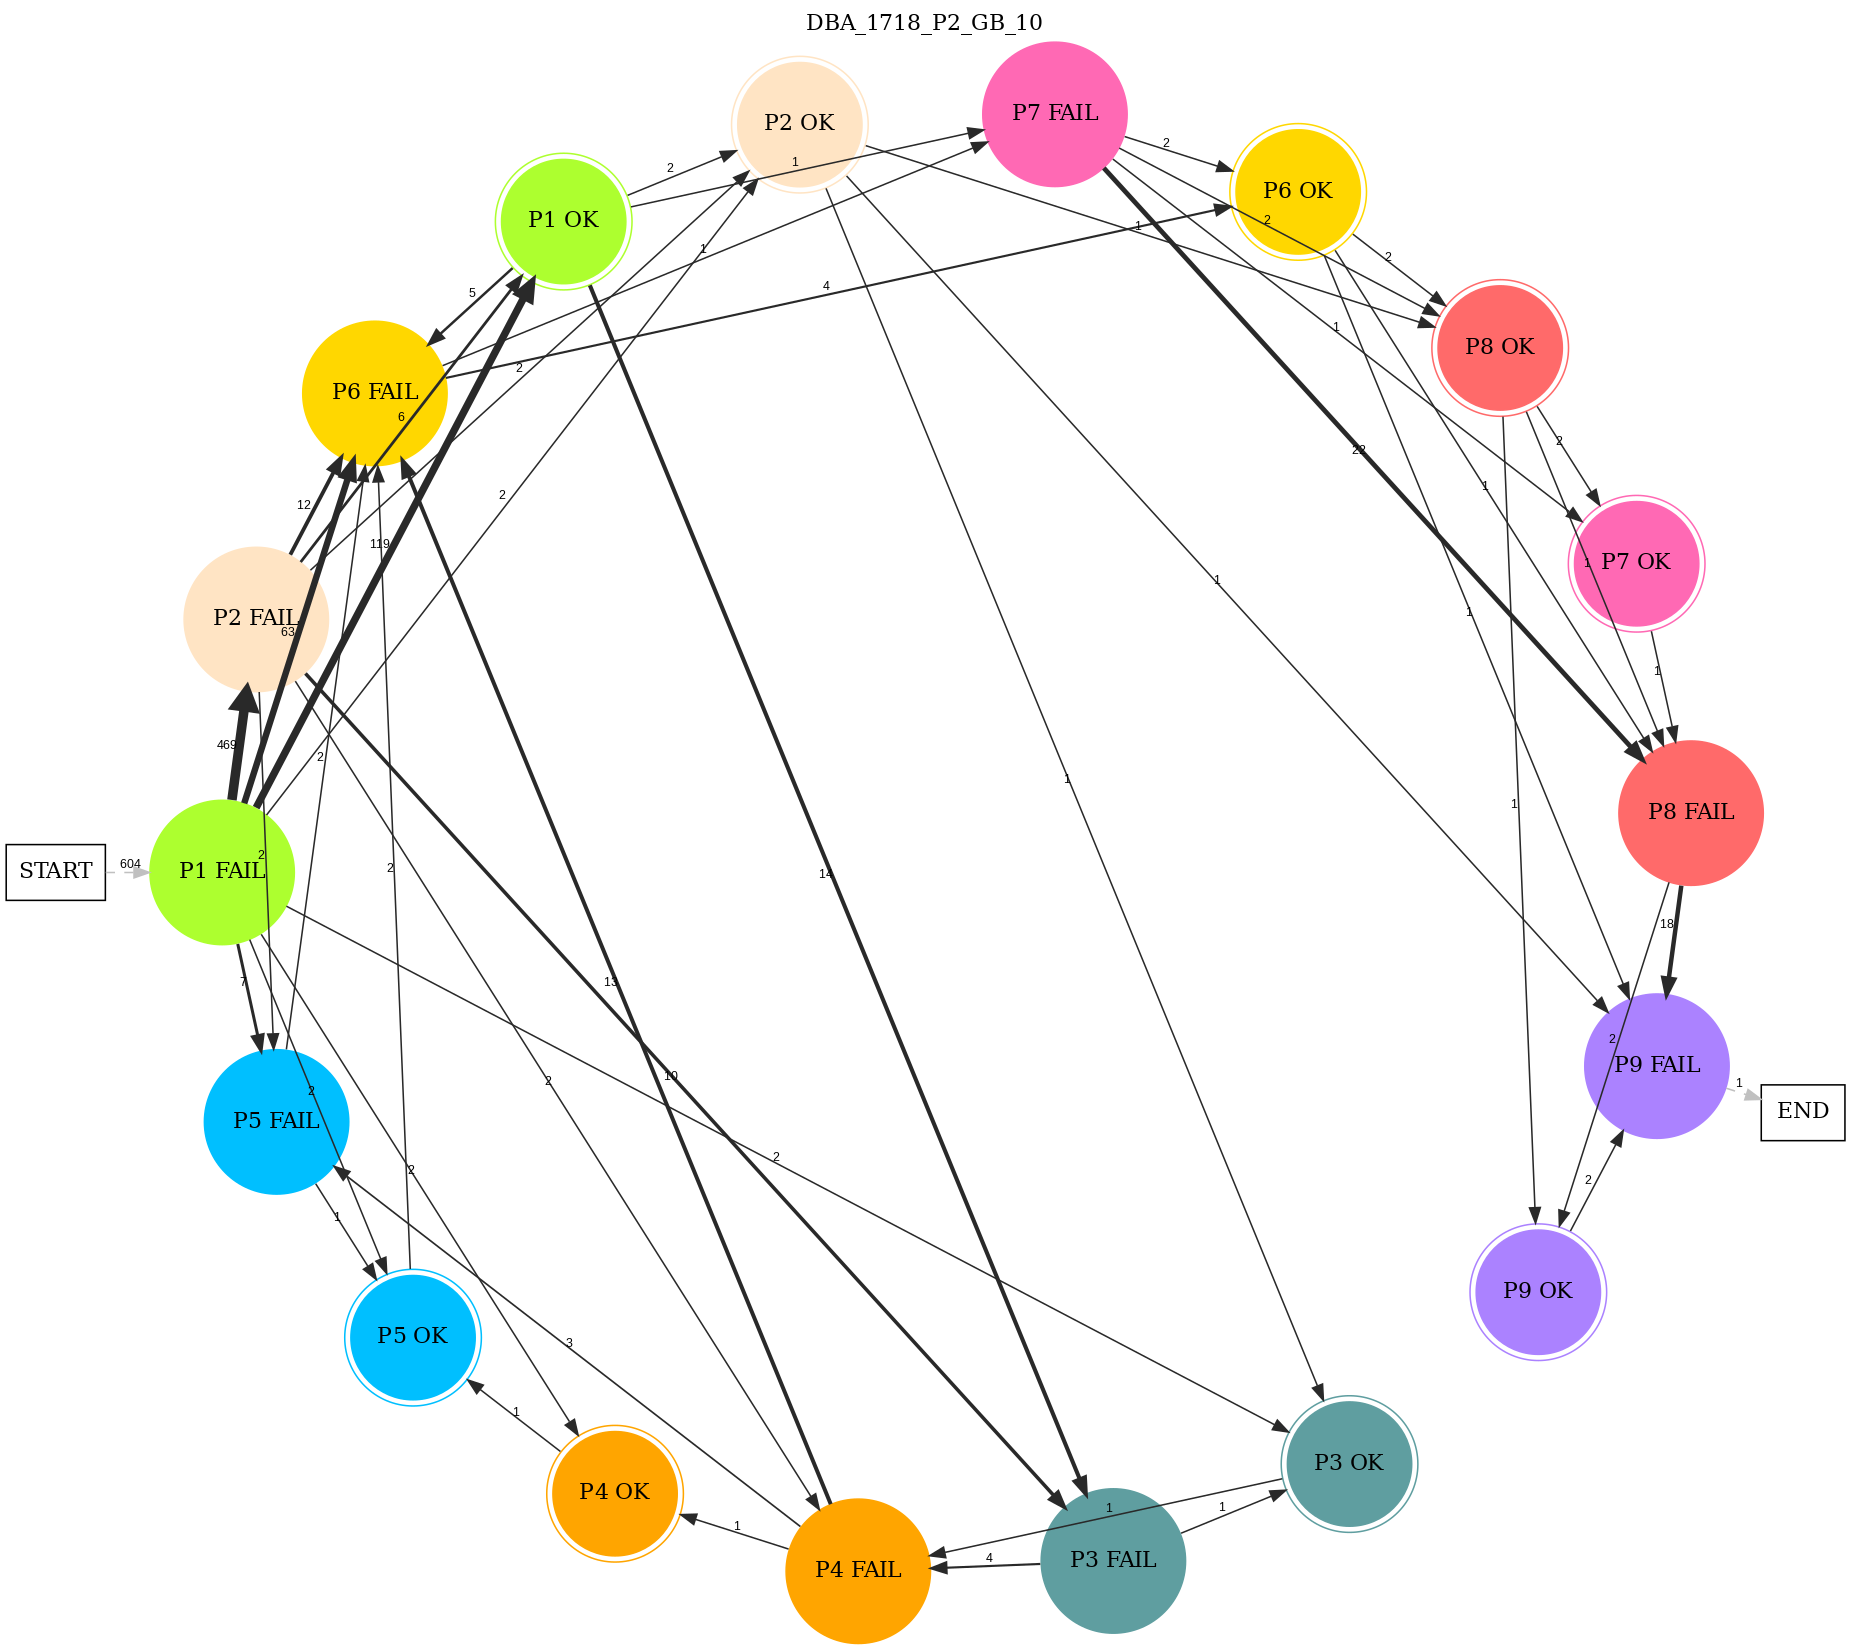 DBA_1718_P2_GB_10
P7 FAIL
P2 OK
P6 OK
P1 OK
P8 OK
P6 FAIL
P7 OK
P2 FAIL
P8 FAIL
START
P1 FAIL
P9 FAIL
END
P5 FAIL
P9 OK
P5 OK
P3 OK
P4 OK
P3 FAIL
P4 FAIL
2
1
2
1
2
1
2
5
4
1
2
6
22
2
12
2
1
119
1
1
1
63
1
1
469
2
1
1
2
604
2
14
18
7
13
2
10
2
1
2
2
2
2
2
1
3
1
1
1
4
1